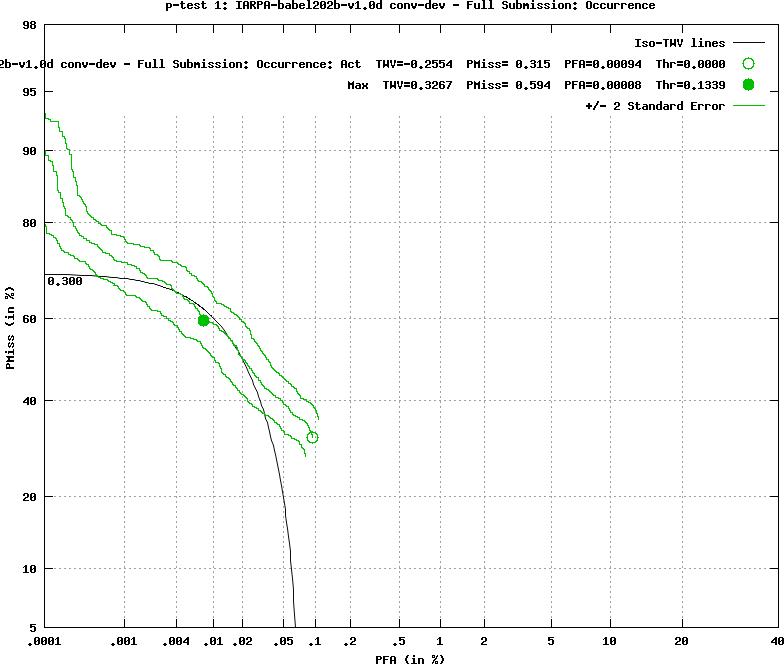 p-test 1: IARPA-babel202b-v1.0d conv-dev - Full Submission: Occurrence
Iso-TWV lines
2b-v1.0d conv-dev - Full Submission: Occurrence: Act TWV=-0.2554 PMiss= 0.315 PFA=0.00094 Thr=0.0000
Max TWV=0.3267 PMiss= 0.594 PFA=0.00008 Thr=0.1339
+/- 2 Standard Error
98
95
90
80
60
40
20
10
5
PMiss (in %)
0.300
.0001 .001 .004 .01 .02 .05 .1 .2 .5 1 2 5 10 20 40
PFA (in %)